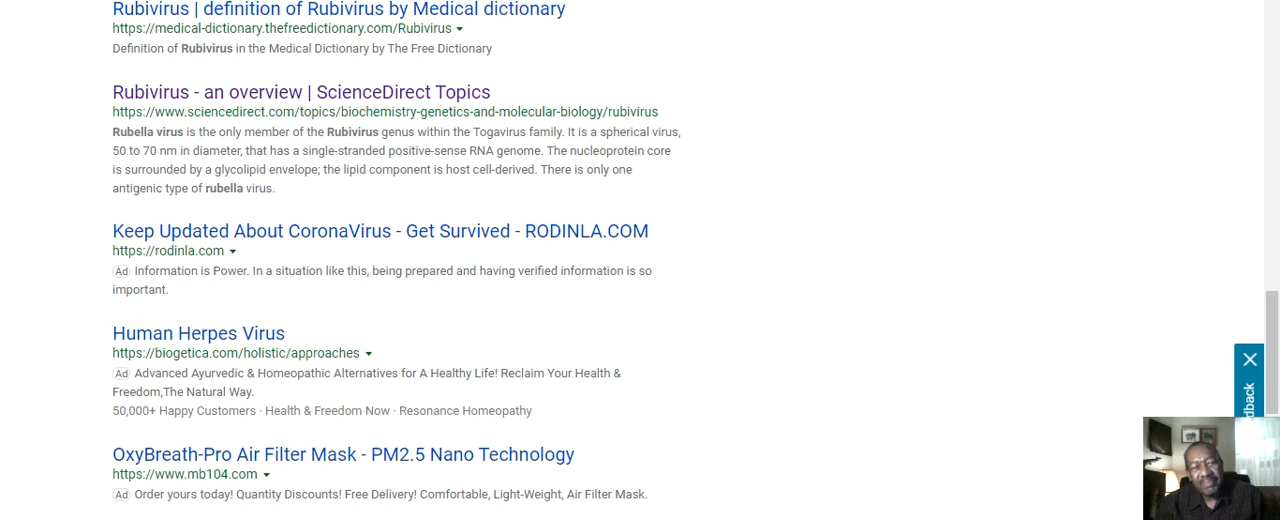 Rubivirus | definition of Rubivirus by Medical dictionary
https://medical-dictionary.thefreedictionary.com/Rubivirus
Definition of Rubivirus in the Medical Dictionary by The Free Dictionary
Rubivirus - an overview | ScienceDirect Topics
https://www.sciencedirect.com/topics/biochemistry-genetics-and-molecular-biology/rubivirus
Rubella virus is the only member of the Rubivirus genus within the Togavirus family. It is a spherical virus,
50 to 70 nm in diameter, that has a single-stranded positive-sense RNA genome. The nucleoprotein core
is surrounded by a glycolipid envelope; the lipid component is host cell-derived. There is only one
antigenic type of rubella virus.
Keep Updated About CoronaVirus - Get Survived - RODINLA.COM
https://rodinla.com
Ad Information is Power. In a situation like this, being prepared and having verified information is so
important.
Human Herpes Virus
https://biogetica.com/holistic/approaches
Ad Advanced Ayurvedic & Homeopathic Alternatives for A Healthy Life! Reclaim Your Health &
Freedom,The Natural Way.
50,000+ Happy Customers · Health & Freedom Now · Resonance Homeopathy
OxyBreath-Pro Air Filter Mask - PM2.5 Nano Technology
https://www.mb104.com
Ad Order yours today! Quantity Discounts! Free Delivery! Comfortable, Light-Weight, Air Filter Mask.
dback